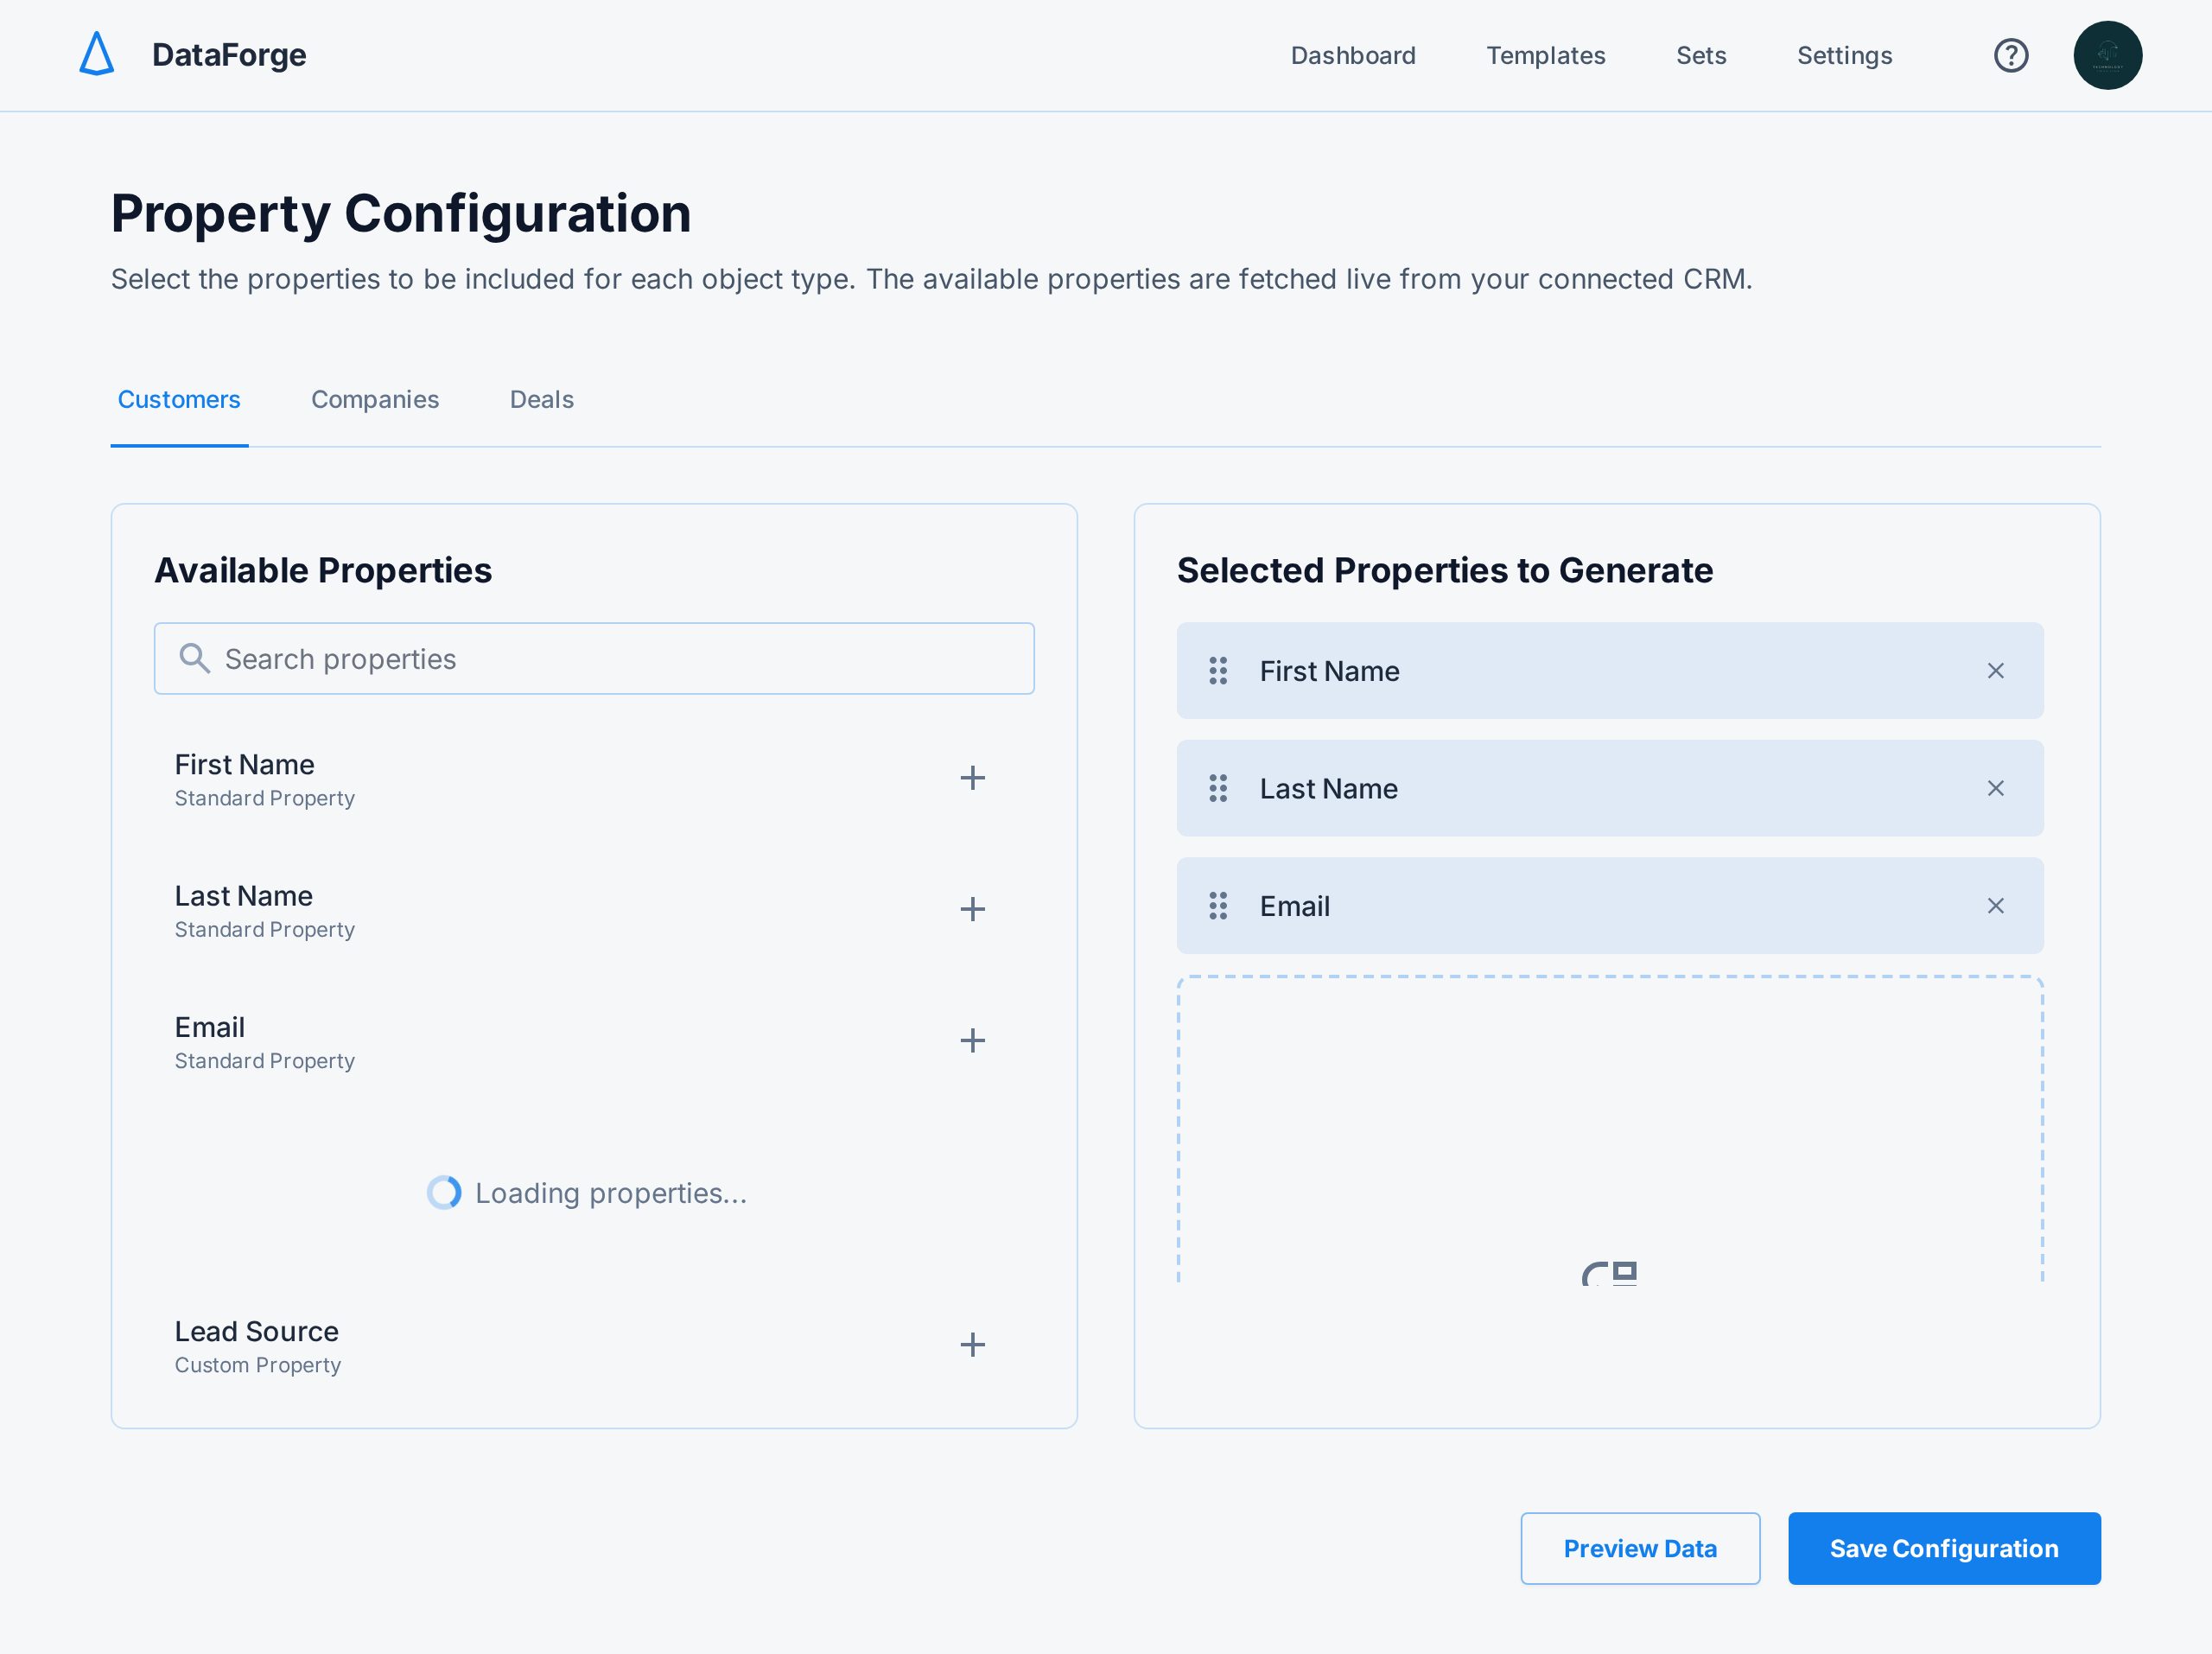 DataForge
Dashboard
Templates
Sets
Settings
Property Configuration
Select the properties to be included for each object type. The available properties are fetched live from your connected CRM.
Customers
Companies
Deals
Available Properties
Search properties
First Name
Standard Property
Last Name
Standard Property
Email
Standard Property
Loading properties...
Lead Source
Custom Property
Selected Properties to Generate
First Name
Last Name
Email
Preview Data
Save Configuration